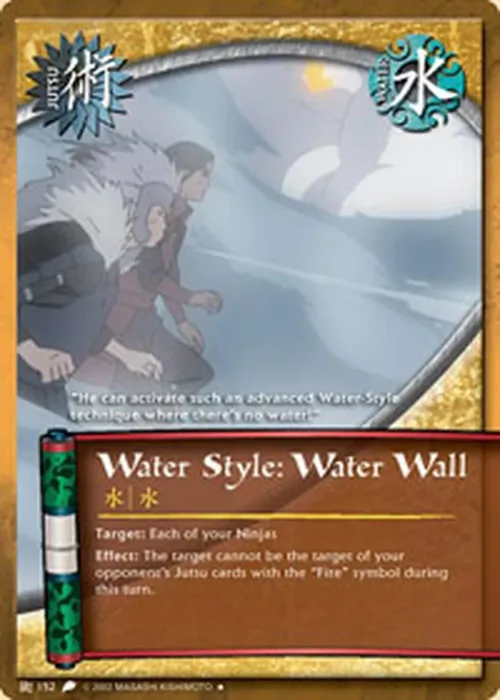 JUTSU 術
WATER 水
"He can activate such an advanced Water-Style
technique where there's no water!"
Water Style: Water Wall
水 | 水
Target: Each of your Ninjas
Effect: The target cannot be the target of your
opponent's Jutsu cards with the "Fire" symbol during
this turn.
152 © 2002 MASASHI KISHIMOTO